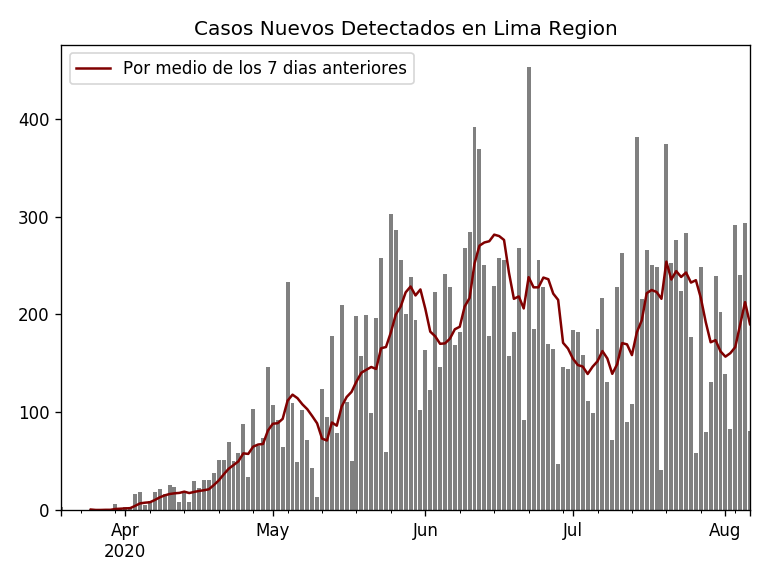 Casos Nuevos Detectados en Lima Region
Por medio de los 7 dias anteriores
400
300
200
100
0
Apr
2020
May
Jun
Jul
Aug